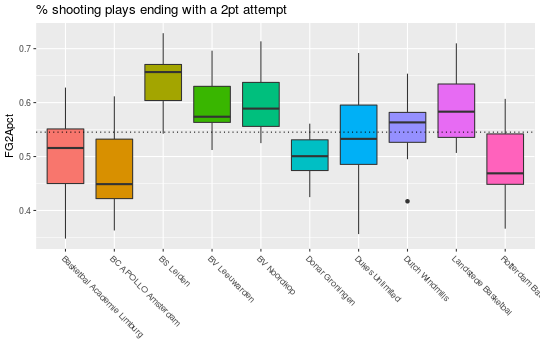 % shooting plays ending with a 2pt attempt
FG2Apct
0.7
0.6
0.5
0.4
Basketbal Academie Limburg
BC APOLLO Amsterdam
BS Leiden
BV Leeuwarden
BV Noordkop
Donar Groningen
Dukes Unlimited
Dutch Windmills
Landstede Basketbal
Rotterdam Bas